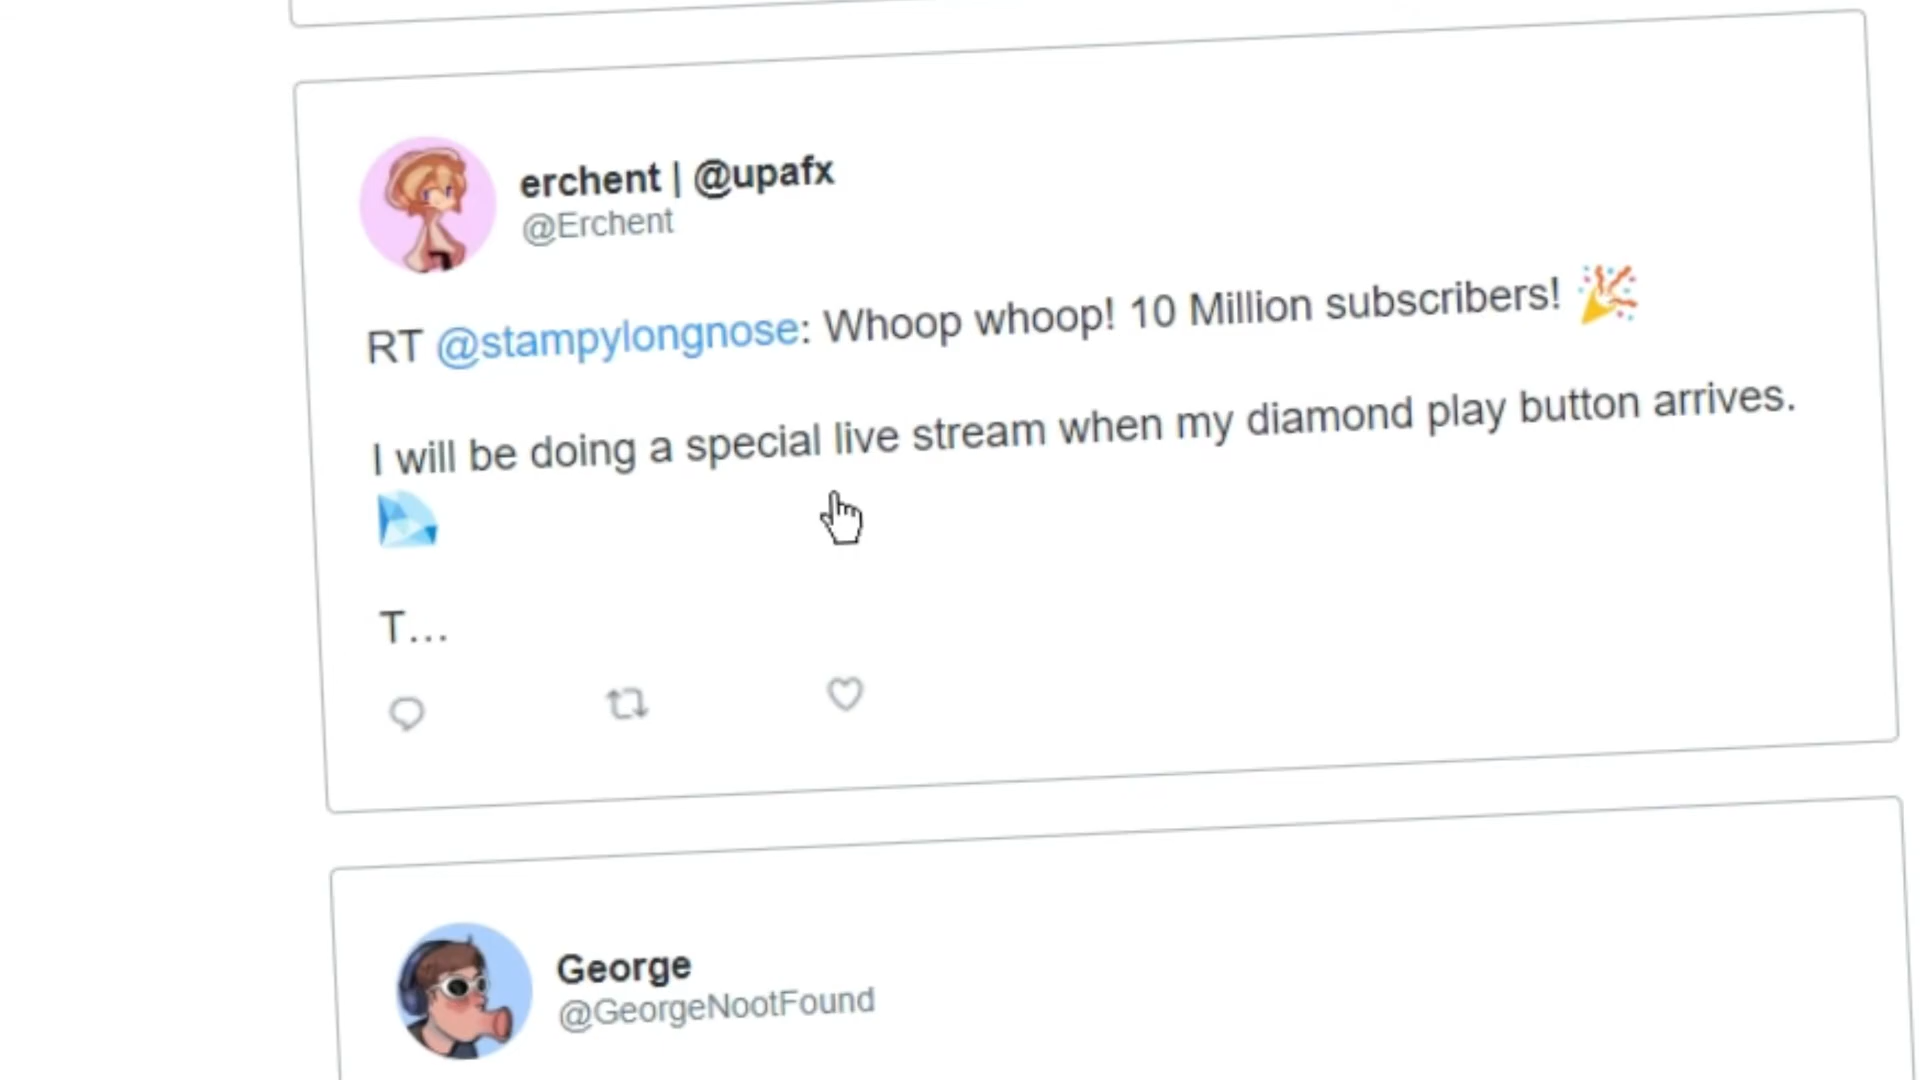 erchent | @upafx
@Erchent
RT @stampylongnose: Whoop whoop! 10 Million subscribers! 🎉
I will be doing a special live stream when my diamond play button arrives.
T...
George
@GeorgeNootFound